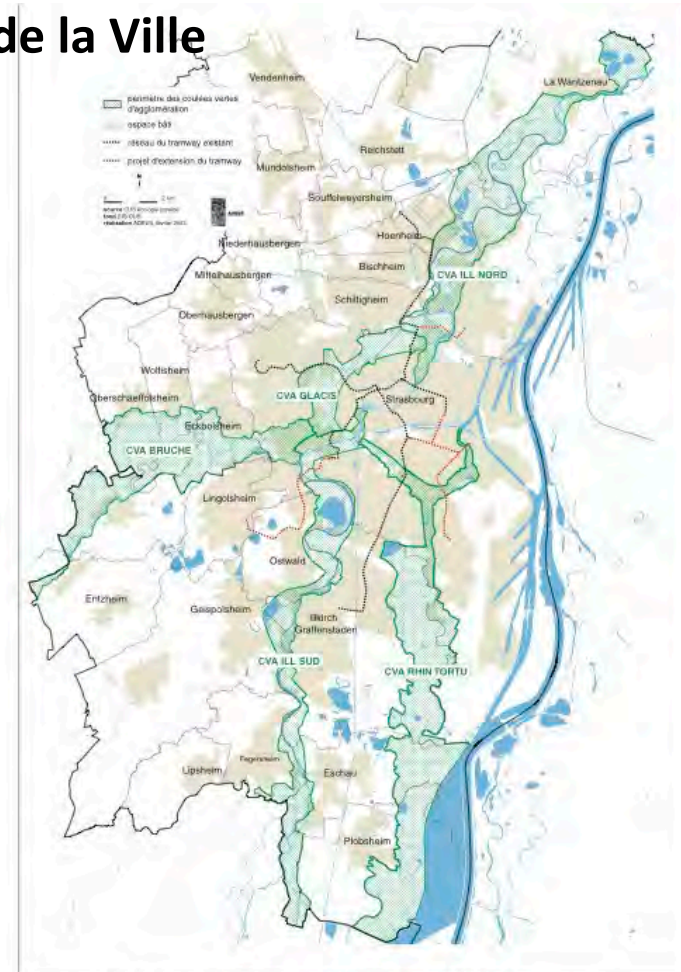 de la Ville
Vendenheim
La Wantzenau
périmètre des coulées vertes
d'agglomération
espace bâti
réseau du tramway existant
projet d'extension du tramway
N
0
2 km
Reichstett
Mundolsheim
Souffelweyersheim
Hoenheim
Niederhausbergen
Bischheim
Mittelhausbergen
CVA ILL NORD
Schiltigheim
Oberhausbergen
Wolfisheim
Oberschaeffolsheim
CVA GLACIS
Strasbourg
Eckbolsheim
CVA BRUCHE
Lingolsheim
Ostwald
Entzheim
Geispolsheim
Illkirch
Graffenstaden
CVA ILL SUD
CVA RHIN TORTU
Fegersheim
Lipsheim
Eschau
Plobsheim